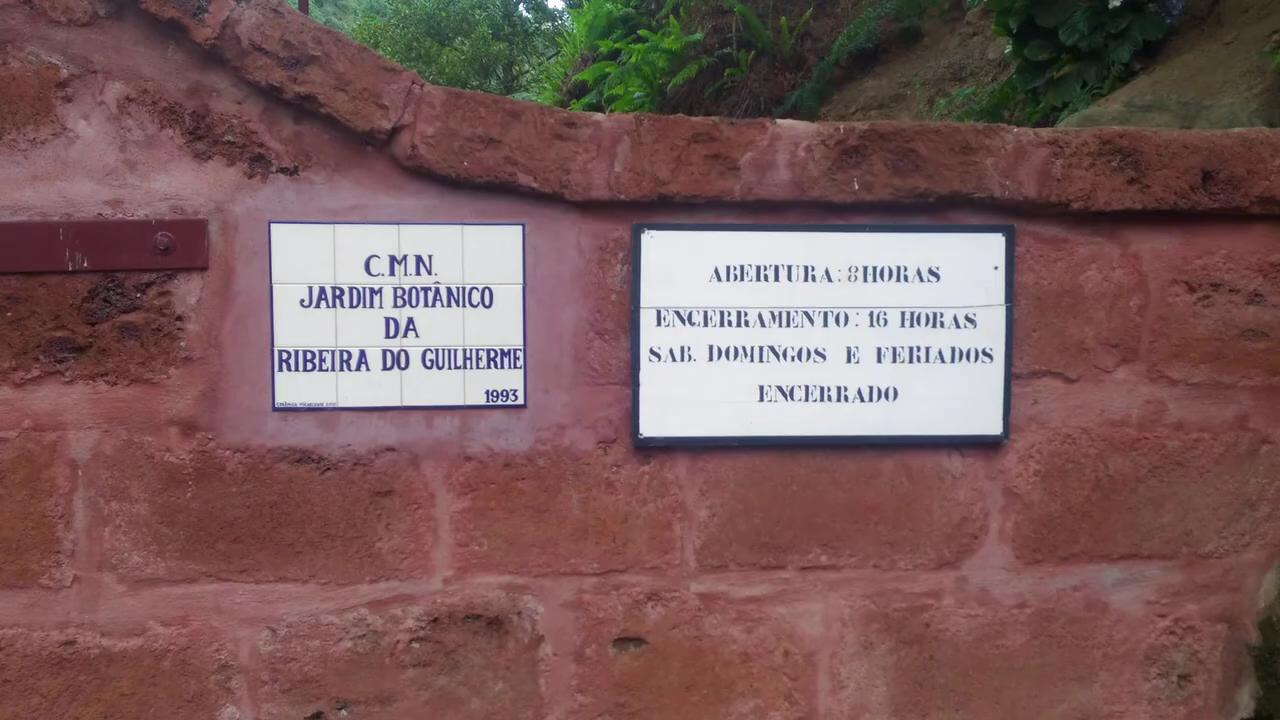 C.M.N.
JARDIM BOTÂNICO
DA
RIBEIRA DO GUILHERME
1993
ABERTURA: 8 HORAS
ENCERRAMENTO: 16 HORAS
SAB. DOMINGOS E FERIADOS
ENCERRADO